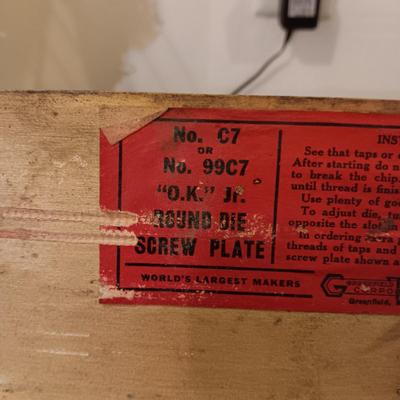 No. C7
OR
No. 99C7
"O.K." Jr.
ROUND DIE
SCREW PLATE
WORLD'S LARGEST MAKERS
INST
See that taps or d
After starting do n
to break the chip.
until thread is finis
Use plenty of goo
To adjust die, tu
opposite the slot in
In ordering
threads of taps and
screw plate shown a
Greenfield,